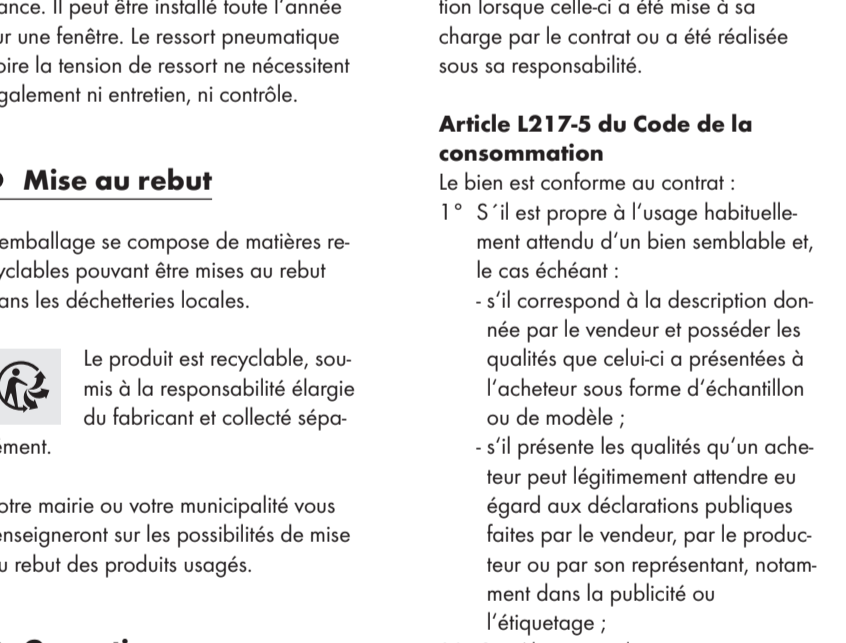 ance. Il peut être installé toute l'année
ur une fenêtre. Le ressort pneumatique
oire la tension de ressort ne nécessitent
galement ni entretien, ni contrôle.
Mise au rebut
emballage se compose de matières re-
yclables pouvant être mises au rebut
ans les déchetteries locales.
Le produit est recyclable, sou-
mis à la responsabilité élargie
du fabricant et collecté sépa-
ément.
otre mairie ou votre municipalité vous
enseigneront sur les possibilités de mise
u rebut des produits usagés.
tion lorsque celle-ci a été mise à sa
charge par le contrat ou a été réalisée
sous sa responsabilité.
Article L217-5 du Code de la
consommation
Le bien est conforme au contrat :
1° S´il est propre à l'usage habituelle-
ment attendu d'un bien semblable et,
le cas échéant :
- s'il correspond à la description don-
née par le vendeur et posséder les
qualités que celui-ci a présentées à
l'acheteur sous forme d'échantillon
ou de modèle ;
- s'il présente les qualités qu'un ache-
teur peut légitimement attendre eu
égard aux déclarations publiques
faites par le vendeur, par le produc-
teur ou par son représentant, notam-
ment dans la publicité ou
l'étiquetage ;